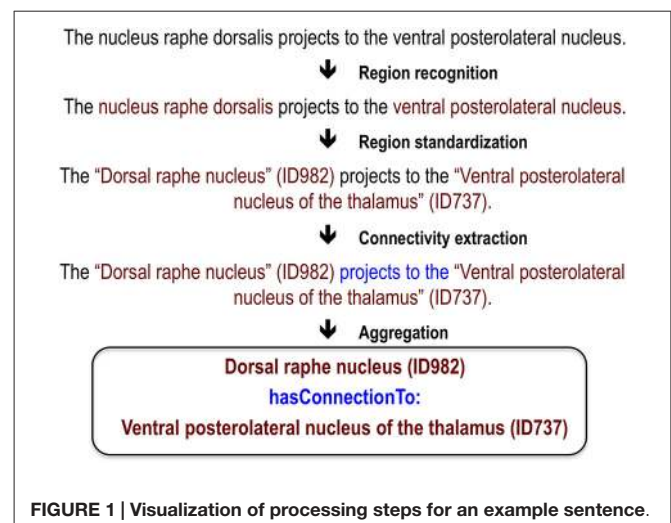 The nucleus raphe dorsalis projects to the ventral posterolateral nucleus.
Region recognition
The nucleus raphe dorsalis projects to the ventral posterolateral nucleus.
Region standardization
The “Dorsal raphe nucleus” (ID982) projects to the “Ventral posterolateral
nucleus of the thalamus” (ID737).
Connectivity extraction
The “Dorsal raphe nucleus” (ID982) projects to the “Ventral posterolateral
nucleus of the thalamus” (ID737).
Aggregation
Dorsal raphe nucleus (ID982)
hasConnectionTo:
Ventral posterolateral nucleus of the thalamus (ID737)
FIGURE 1 | Visualization of processing steps for an example sentence.